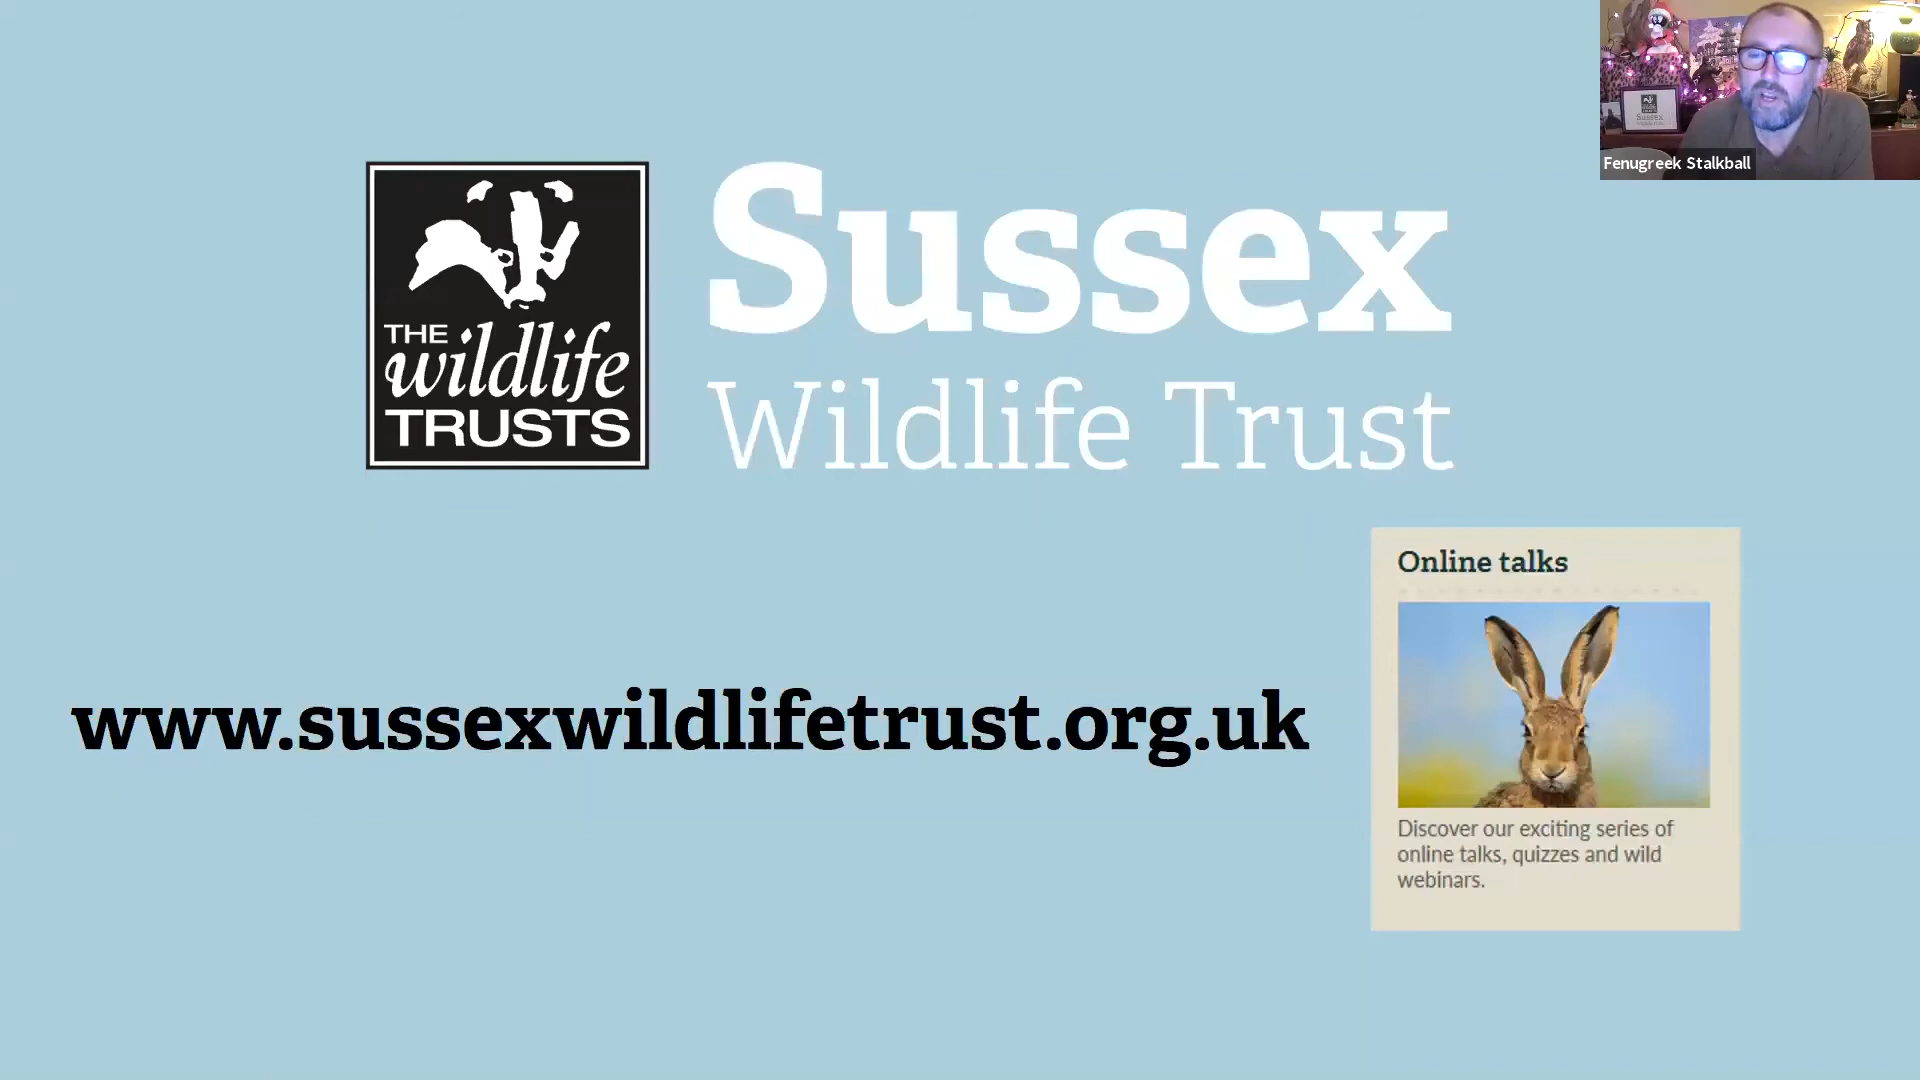 Fenugreek Stalkball
Sussex
THE
wildlife
TRUSTS
Sussex
Wildlife Trust
Online talks
www.sussexwildlifetrust.org.uk
Discover our exciting series of
online talks, quizzes and wild
webinars.